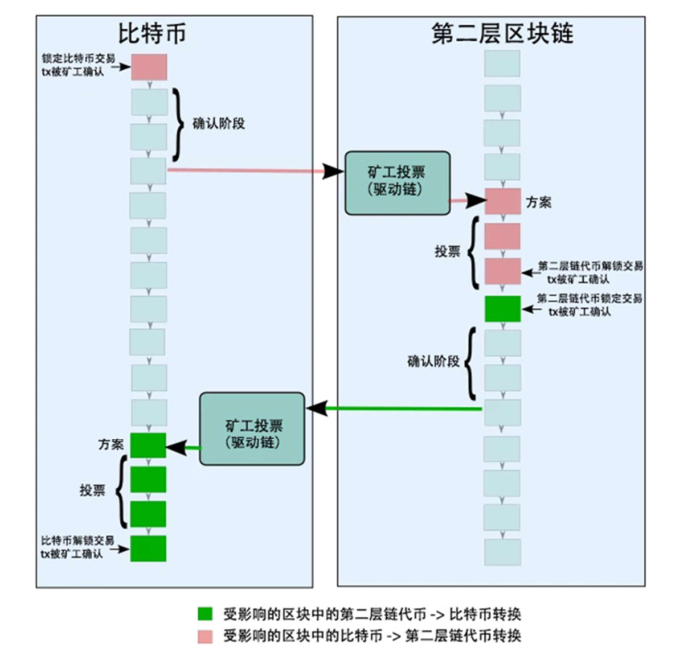 比特币
锁定比特币交易
tx被矿工确认
确认阶段
方案
投票
比特币解锁交易
tx被矿工确认
矿工投票
(驱动链)
矿工投票
(驱动链)
第二层区块链
方案
投票
第二层链代币解锁交易
tx被矿工确认
第二层链代币锁定交易
tx被矿工确认
确认阶段
受影响的区块中的第二层链代币 -> 比特币转换
受影响的区块中的比特币 -> 第二层链代币转换